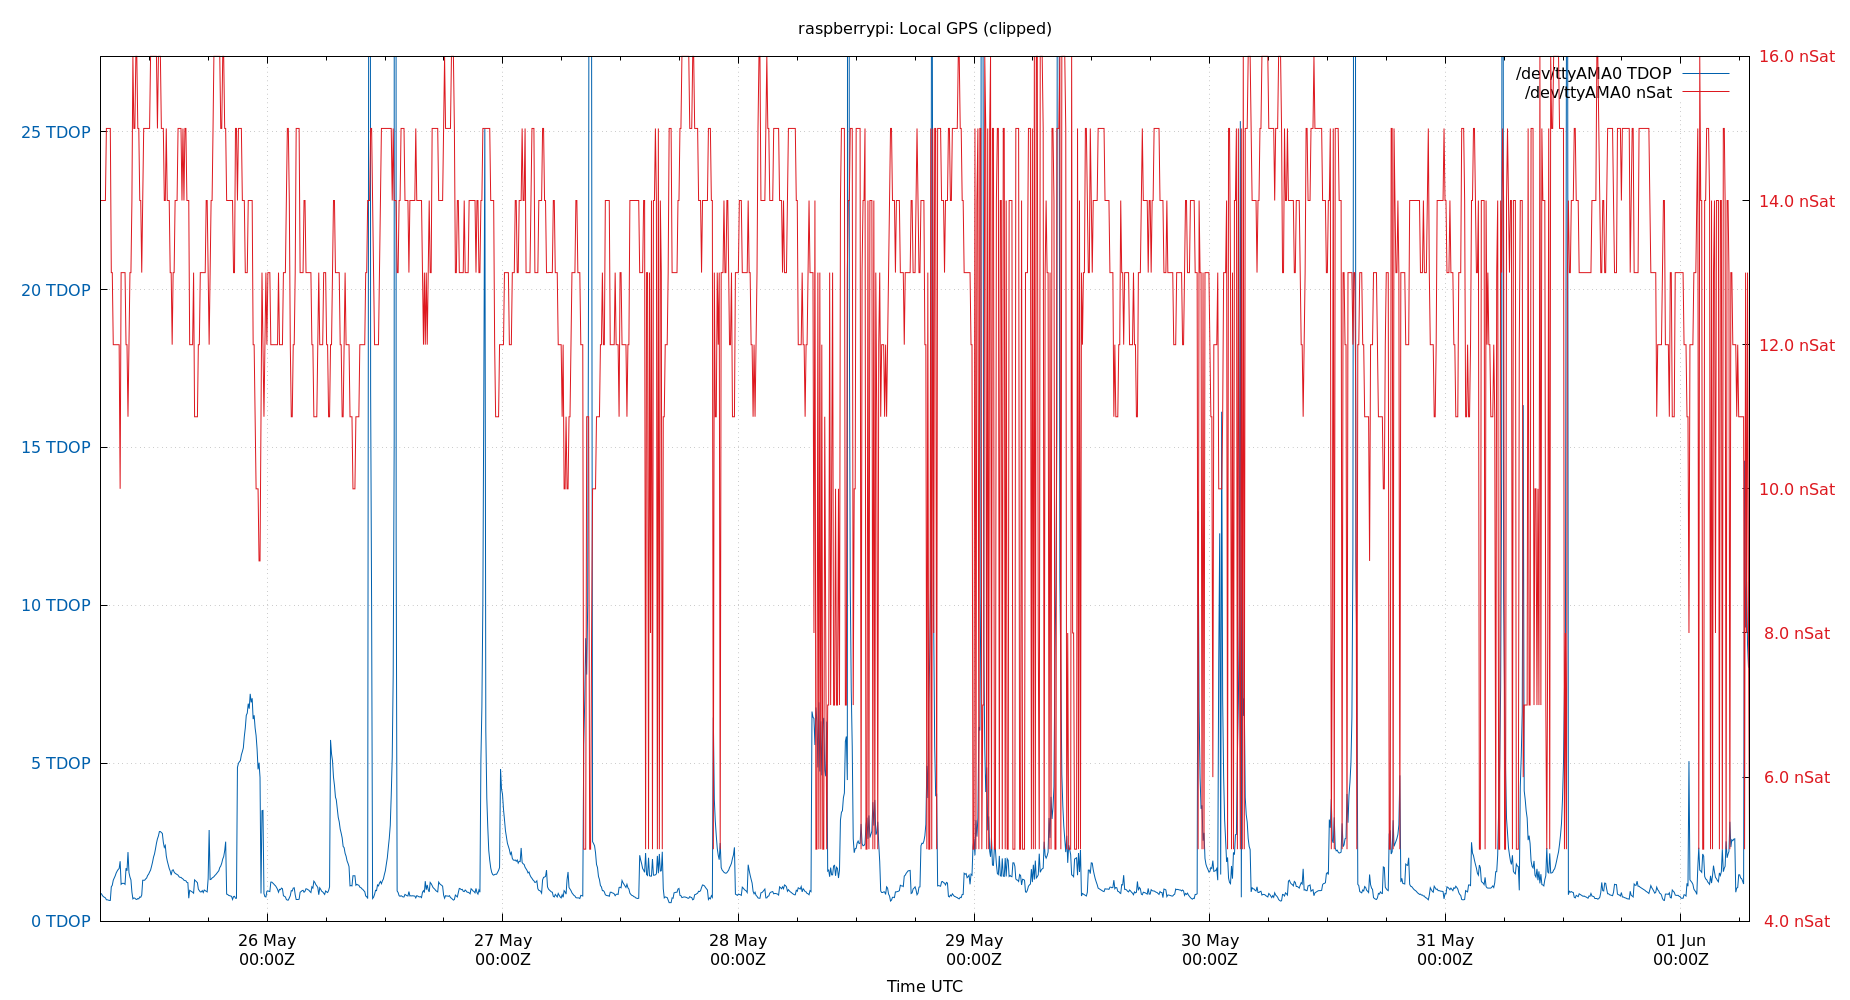 raspberrypi: Local GPS (clipped)
16.0 nSat
/dev/ttyAMA0 TDOP
/dev/ttyAMA0 nSat
25 TDOP
14.0 nSat
20 TDOP
12.0 nSat
15 TDOP
10.0 nSat
10 TDOP
8.0 nSat
5 TDOP
6.0 nSat
0 TDOP
4.0 nSat
26 May 27 May 28 May 29 May 30 May 31 May 01 Jun
00:00Z 00:00Z 00:00Z 00:00Z 00:00Z 00:00Z 00:00Z
Time UTC